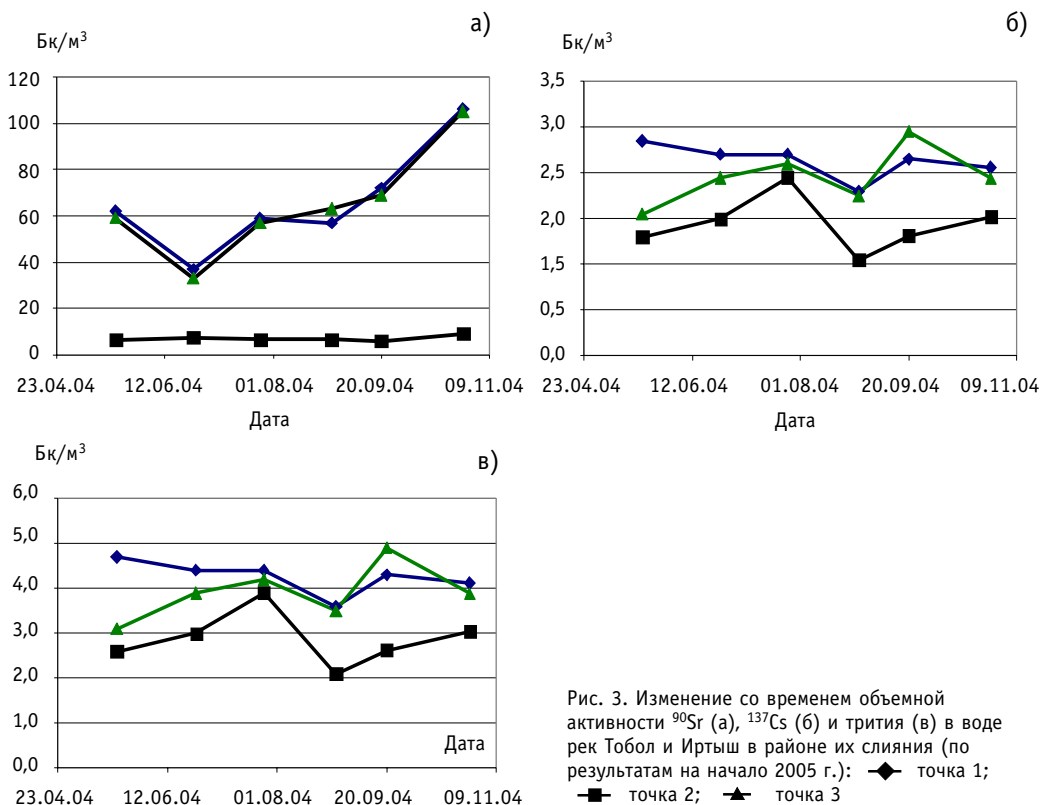 а)
Бк/м³
120
100
80
60
40
20
0
23.04.04 12.06.04 01.08.04 20.09.04 09.11.04
Дата
б)
Бк/м³
3,5
3,0
2,5
2,0
1,5
1,5
0,0
23.04.04 12.06.04 01.08.04 20.09.04 09.11.04
Дата
в)
Бк/м³
6,0
5,0
4,0
3,0
2,0
1,0
0,0
Дата
23.04.04 12.06.04 01.08.04 20.09.04 09.11.04
Рис. 3. Изменение со временем объемной
активности ⁹⁰Sr (а), ¹³⁷Cs (б) и трития (в) в воде
рек Тобол и Иртыш в районе их слияния (по
результатам на начало 2005 г.): точка 1;
точка 2; точка 3